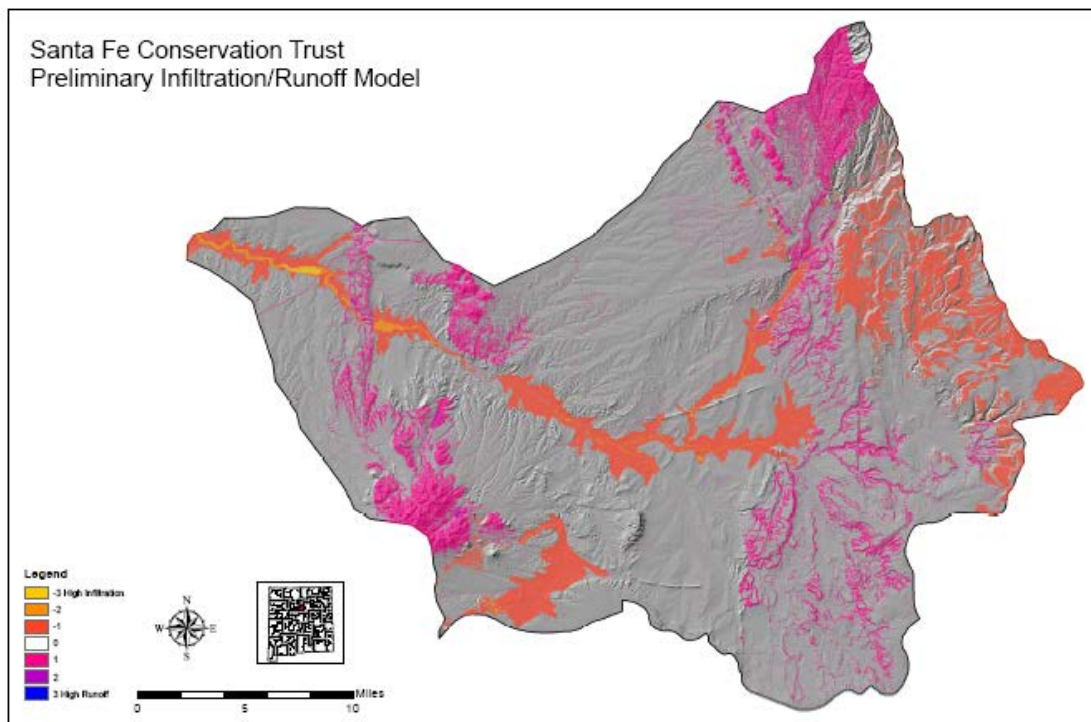 Santa Fe Conservation Trust
Preliminary Infiltration/Runoff Model
Legend
-3 High Infiltration
-2
-1
0
1
2
3 High Runoff
N
W E
S
Miles
0 5 10